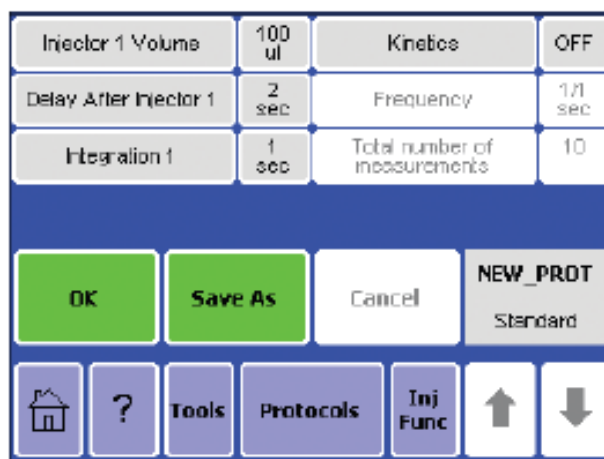 Injector 1 Volume
100
ul
Kinetics
OFF
Delay After Injector 1
2
sec
Frequency
1/1
sec
Integration 1
1
sec
Total number of
measurements
10
OK
Save As
Cancel
NEW_PROT
Standard
?
Tools
Protocols
Inj
Func